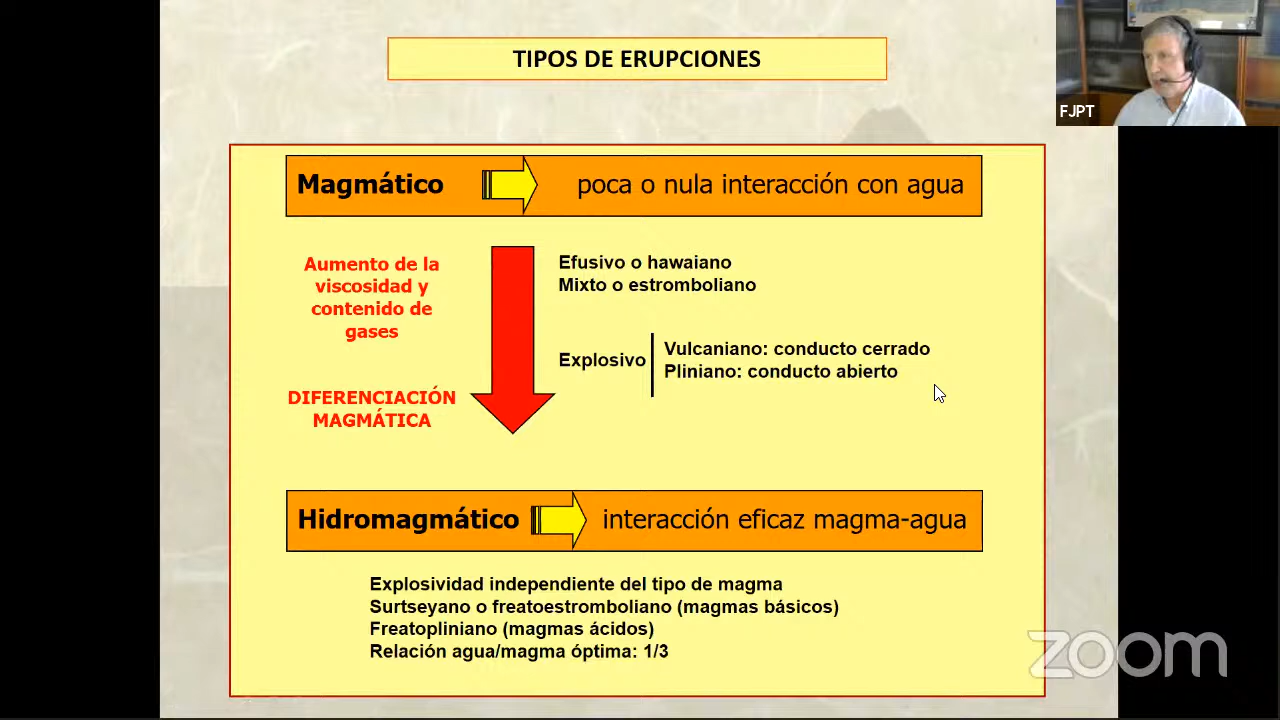 TIPOS DE ERUPCIONES
FJPT
Magmático
poca o nula interacción con agua
Aumento de la
viscosidad y
contenido de
gases
DIFERENCIACIÓN
MAGMÁTICA
Efusivo o hawaiano
Mixto o estromboliano
Explosivo
Vulcaniano: conducto cerrado
Pliniano: conducto abierto
Hidromagmático
interacción eficaz magma-agua
Explosividad independiente del tipo de magma
Surtseyano o freatoestromboliano (magmas básicos)
Freatopliniano (magmas ácidos)
Relación agua/magma óptima: 1/3
zoom